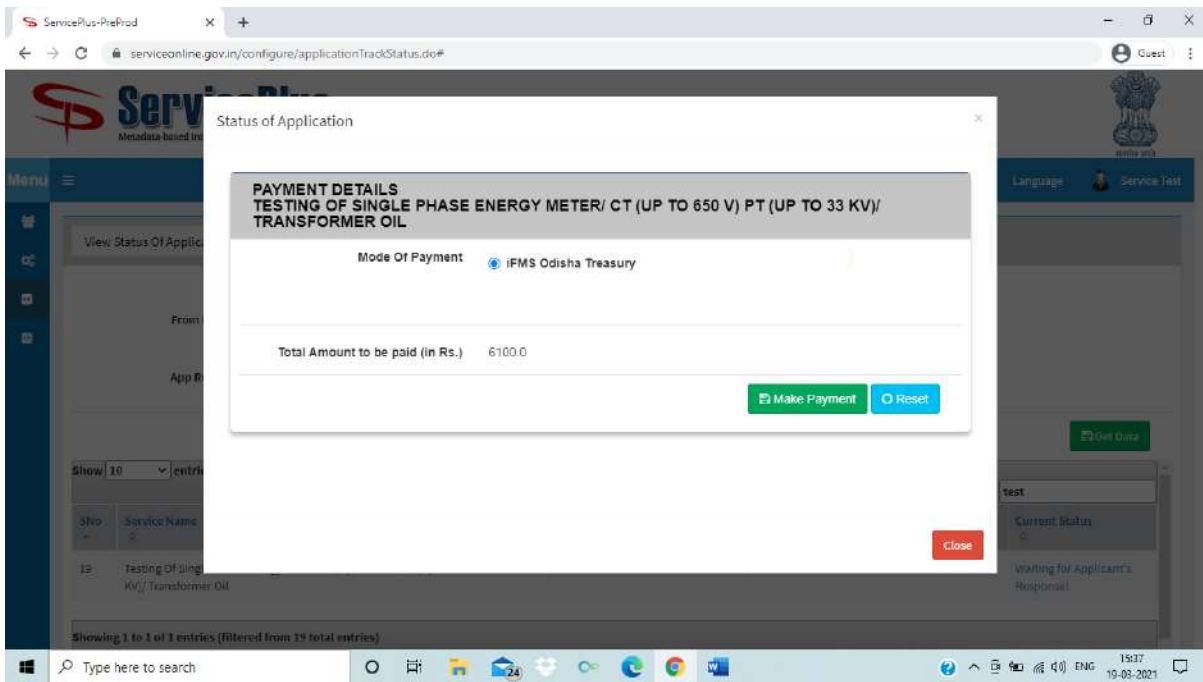 ServicePlus-PreProd
serviceonline.gov.in/configure/applicationTrackStatus.do#
Guest
Metadata-based Int
Status of Application
Menu
Language
Service Test
PAYMENT DETAILS
TESTING OF SINGLE PHASE ENERGY METER/ CT (UP TO 650 V) PT (UP TO 33 KV)/
TRANSFORMER OIL
View Status Of Applic
Mode Of Payment
iFMS Odisha Treasury
From
Total Amount to be paid (in Rs.)
6100.0
App R
Make Payment
Reset
Get Data
Show 10 entri
test
SNo
Service Name
Current Status
Close
19
Testing Of Sing
KV)/ Transformer Oil
Waiting for Applicant's
Response!
Showing 1 to 1 of 1 entries (filtered from 19 total entries)
Type here to search
24
ENG
15:37
19-03-2021